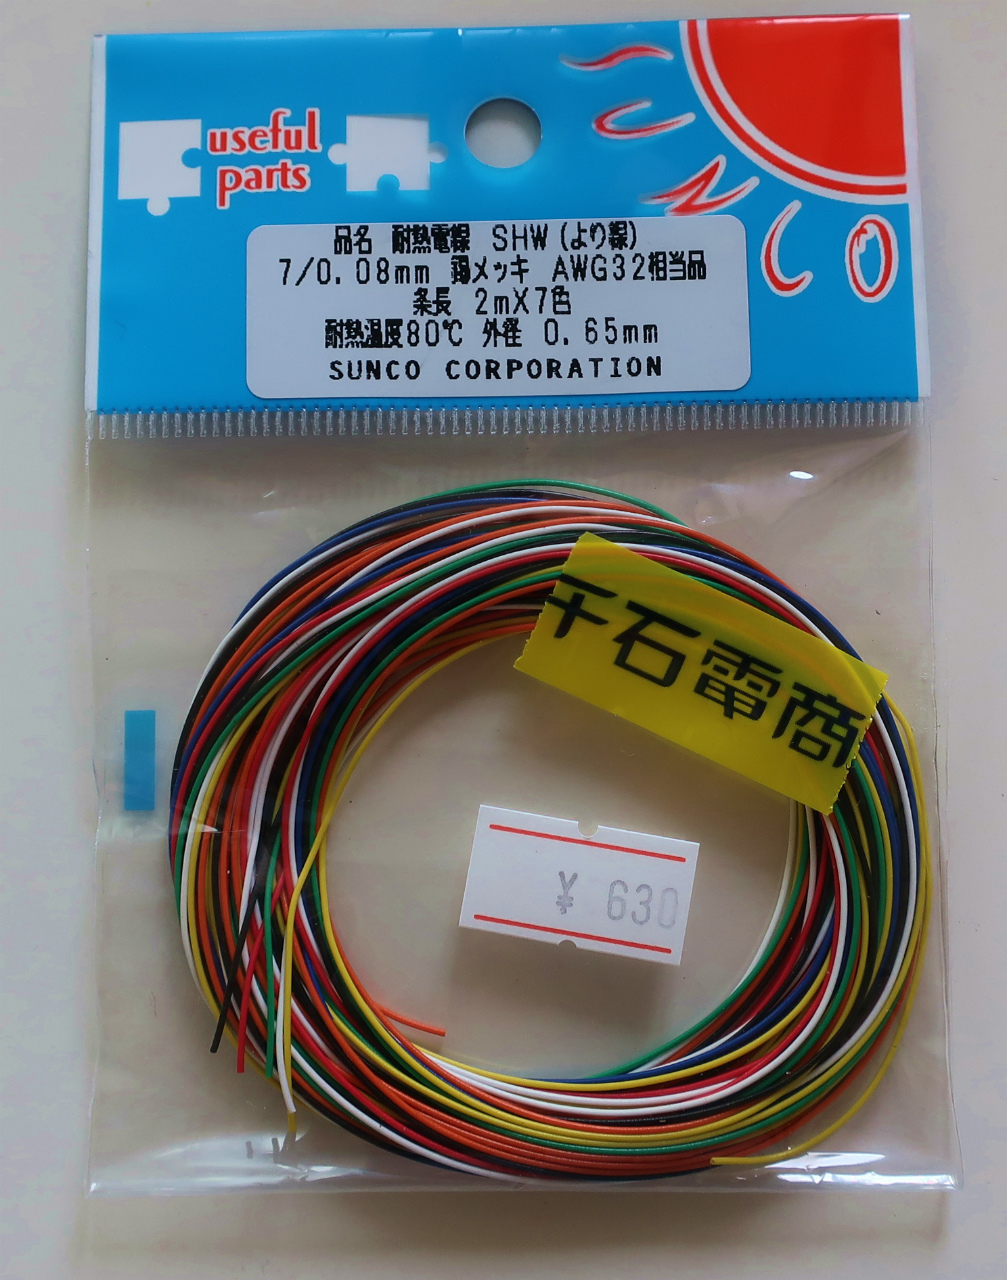 useful
parts
SUNCO
品名 耐熱電線 SHW (より線)
7/0.08mm 錫メッキ AWG32相当品
条長 2mX7色
耐熱温度80℃ 外径 0.65mm
SUNCO CORPORATION
千石電商
¥ 630